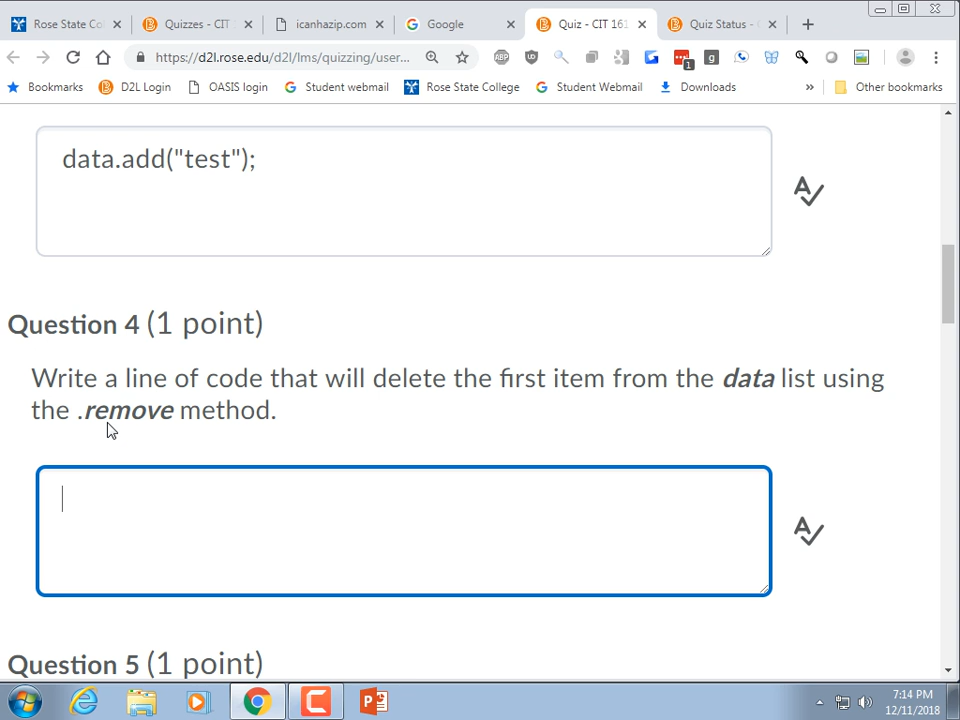 Rose State Co
Quizzes - CIT
icanhazip.com
Google
Quiz - CIT 161
Quiz Status -
https://d2l.rose.edu/d2l/lms/quizzing/user...
ABP
1
g
Bookmarks
D2L Login
OASIS login
Student webmail
Rose State College
Student Webmail
Downloads
»
Other bookmarks
data.add("test");
Question 4 (1 point)
Write a line of code that will delete the first item from the data list using
the .remove method.
Question 5 (1 point)
7:14 PM
12/11/2018